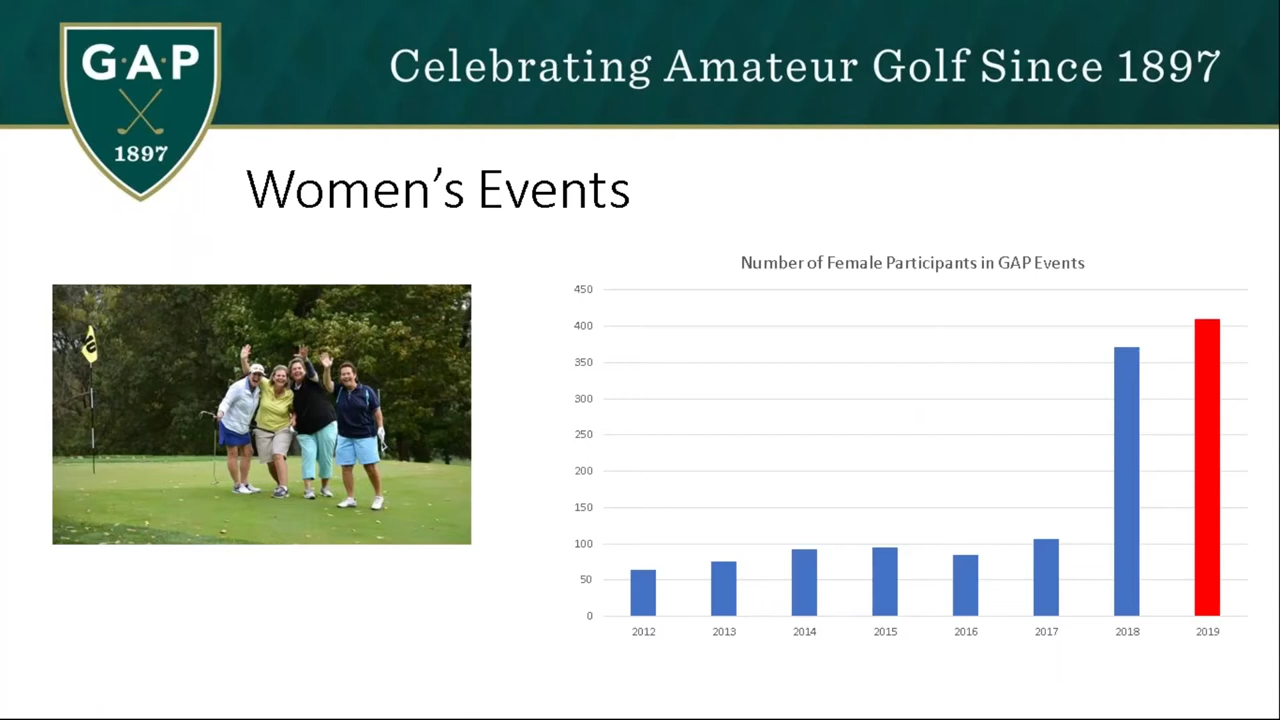 G·A·P
1897
Celebrating Amateur Golf Since 1897
Women's Events
Number of Female Participants in GAP Events
450
400
350
300
250
200
150
100
50
0
2012 2013 2014 2015 2016 2017 2018 2019